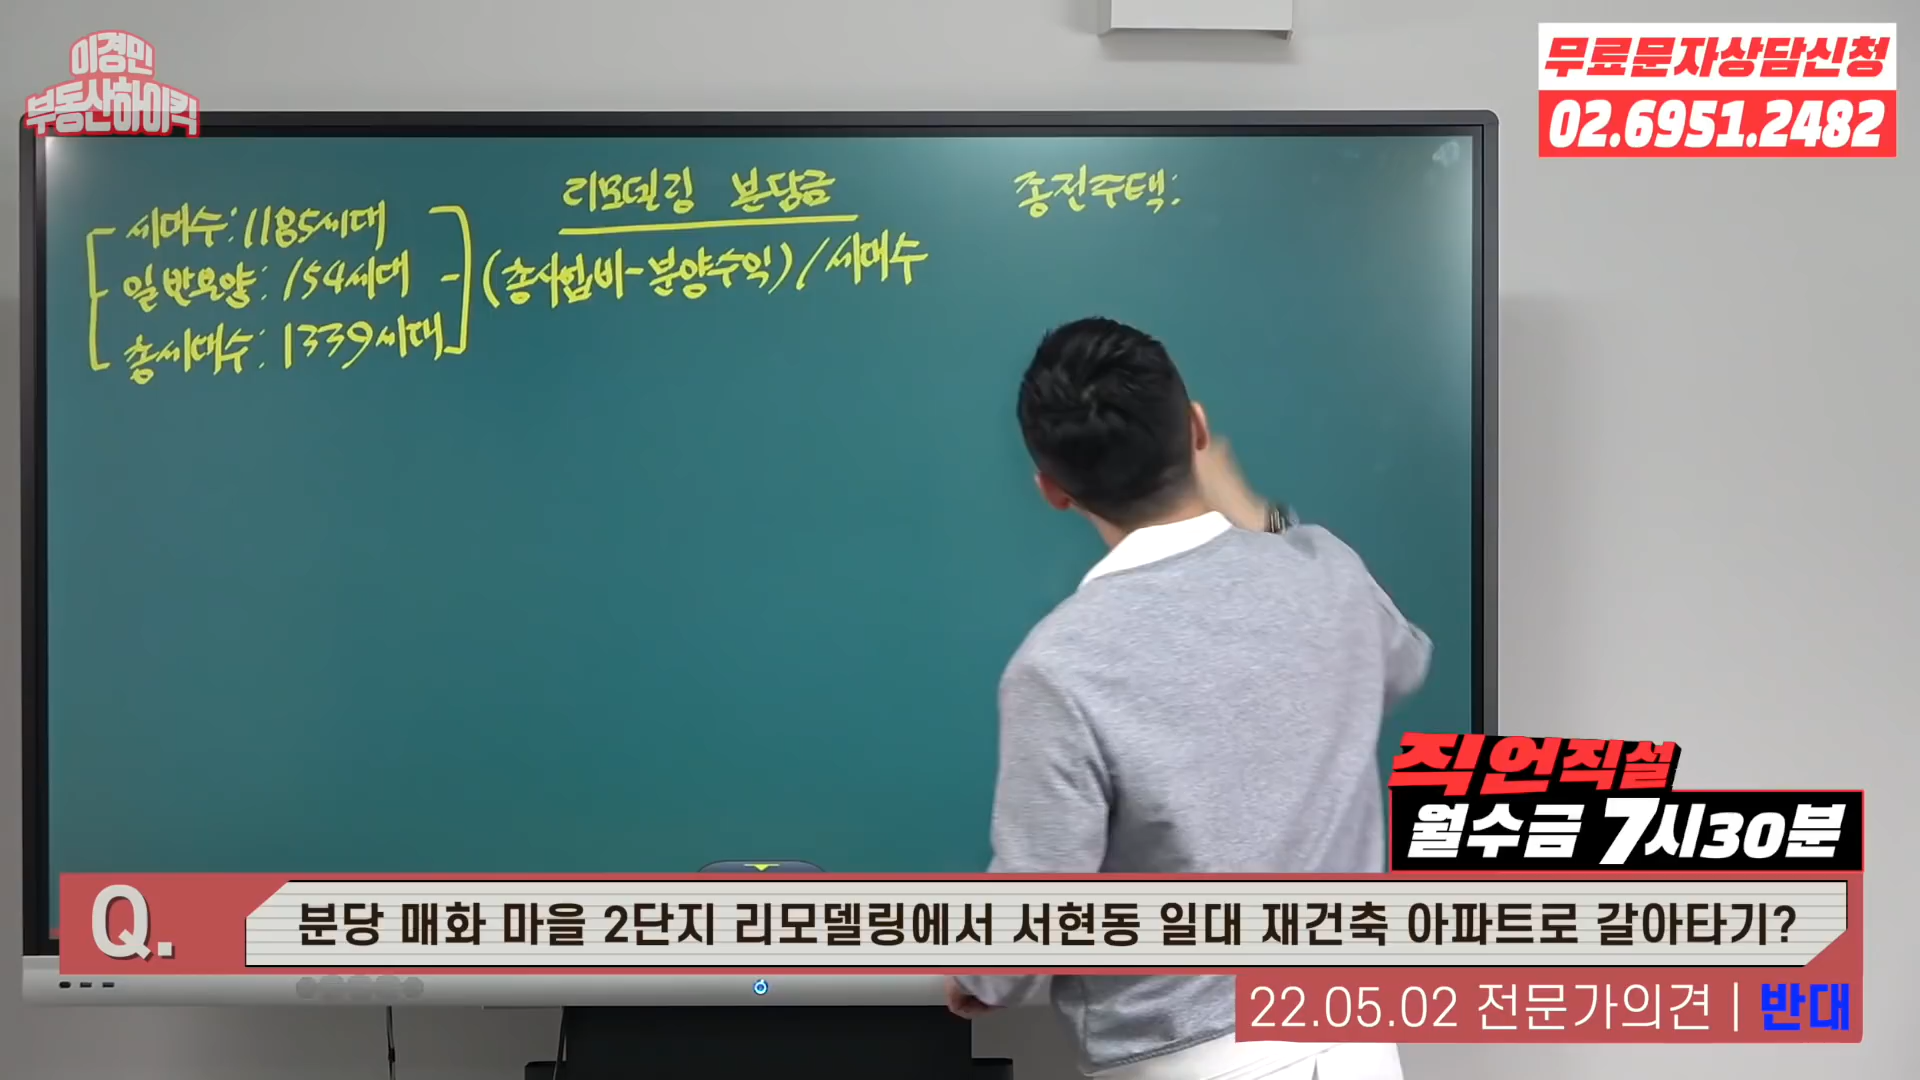 이경민
부동산하이킥
무료문자상담신청
02.6951.2482
세대수: 1185세대
일반분양: 154세대
총세대수: 1339세대
리모델링 분담금
(총사업비-분양수익)/세대수
종전주택:
직언직설
월수금 7시30분
Q.
분당 매화 마을 2단지 리모델링에서 서현동 일대 재건축 아파트로 갈아타기?
22.05.02 전문가의견 | 반대